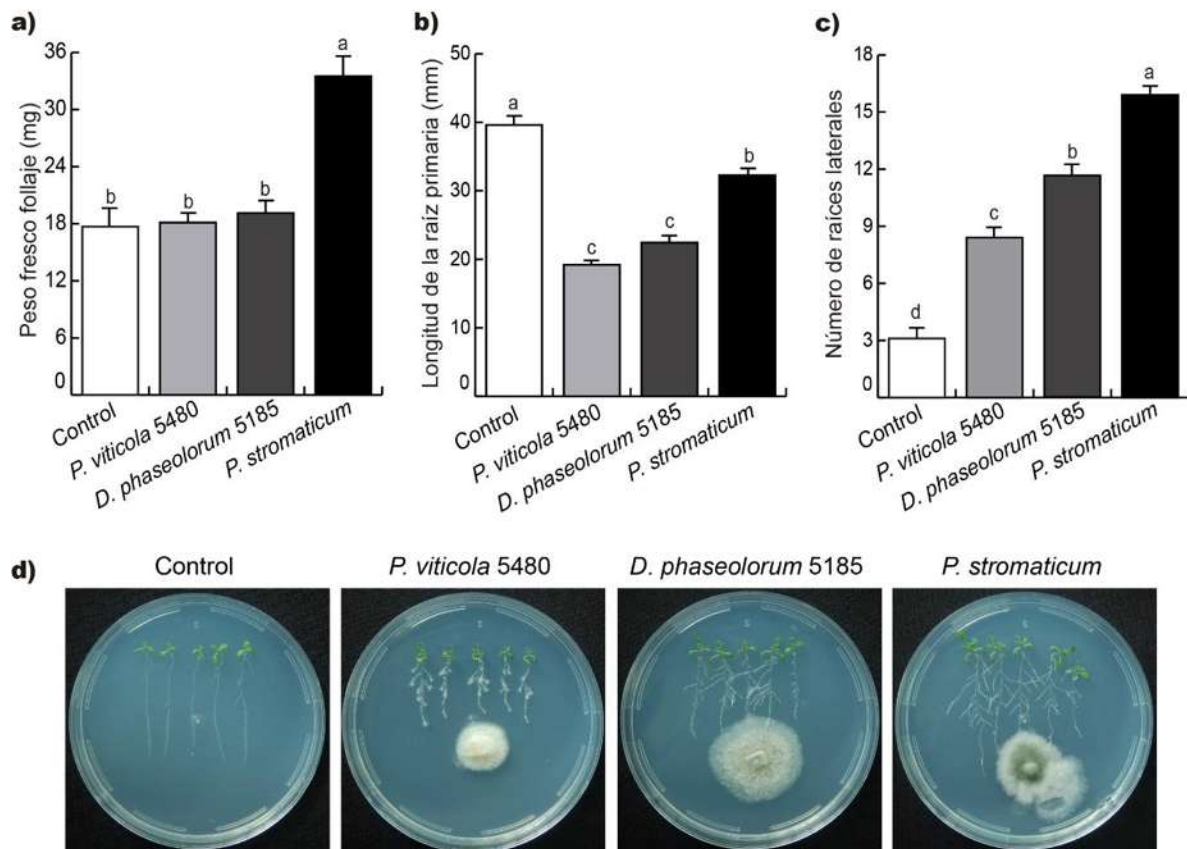 a)
Peso fresco follaje (mg)
36
30
24
18
12
6
0
b
b
b
a
Control
P. viticola 5480
D. phaseolorum 5185
P. stromaticum
b)
Longitud de la raíz primaria (mm)
50
40
30
20
10
0
a
c
c
b
Control
P. viticola 5480
D. phaseolorum 5185
P. stromaticum
c)
Número de raíces laterales
18
15
12
9
6
3
0
d
c
b
a
Control
P. viticola 5480
D. phaseolorum 5185
P. stromaticum
d)
Control
P. viticola 5480
D. phaseolorum 5185
P. stromaticum